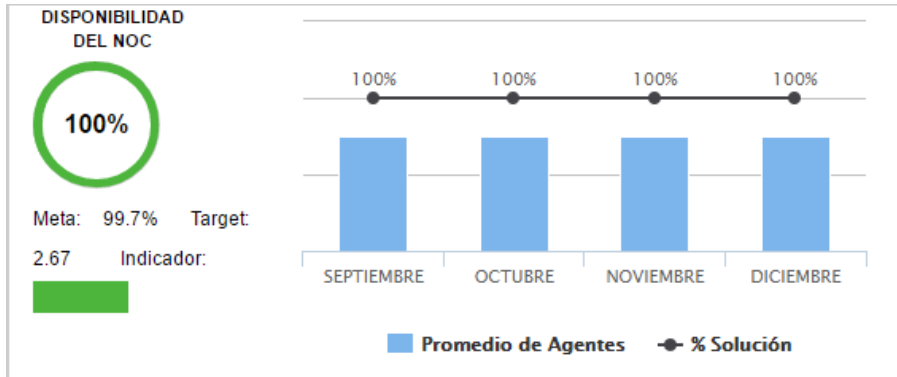 DISPONIBILIDAD
DEL NOC
100%
Meta: 99.7% Target:
2.67 Indicador:
100% 100% 100% 100%
SEPTIEMBRE OCTUBRE NOVIEMBRE DICIEMBRE
Promedio de Agentes % Solución